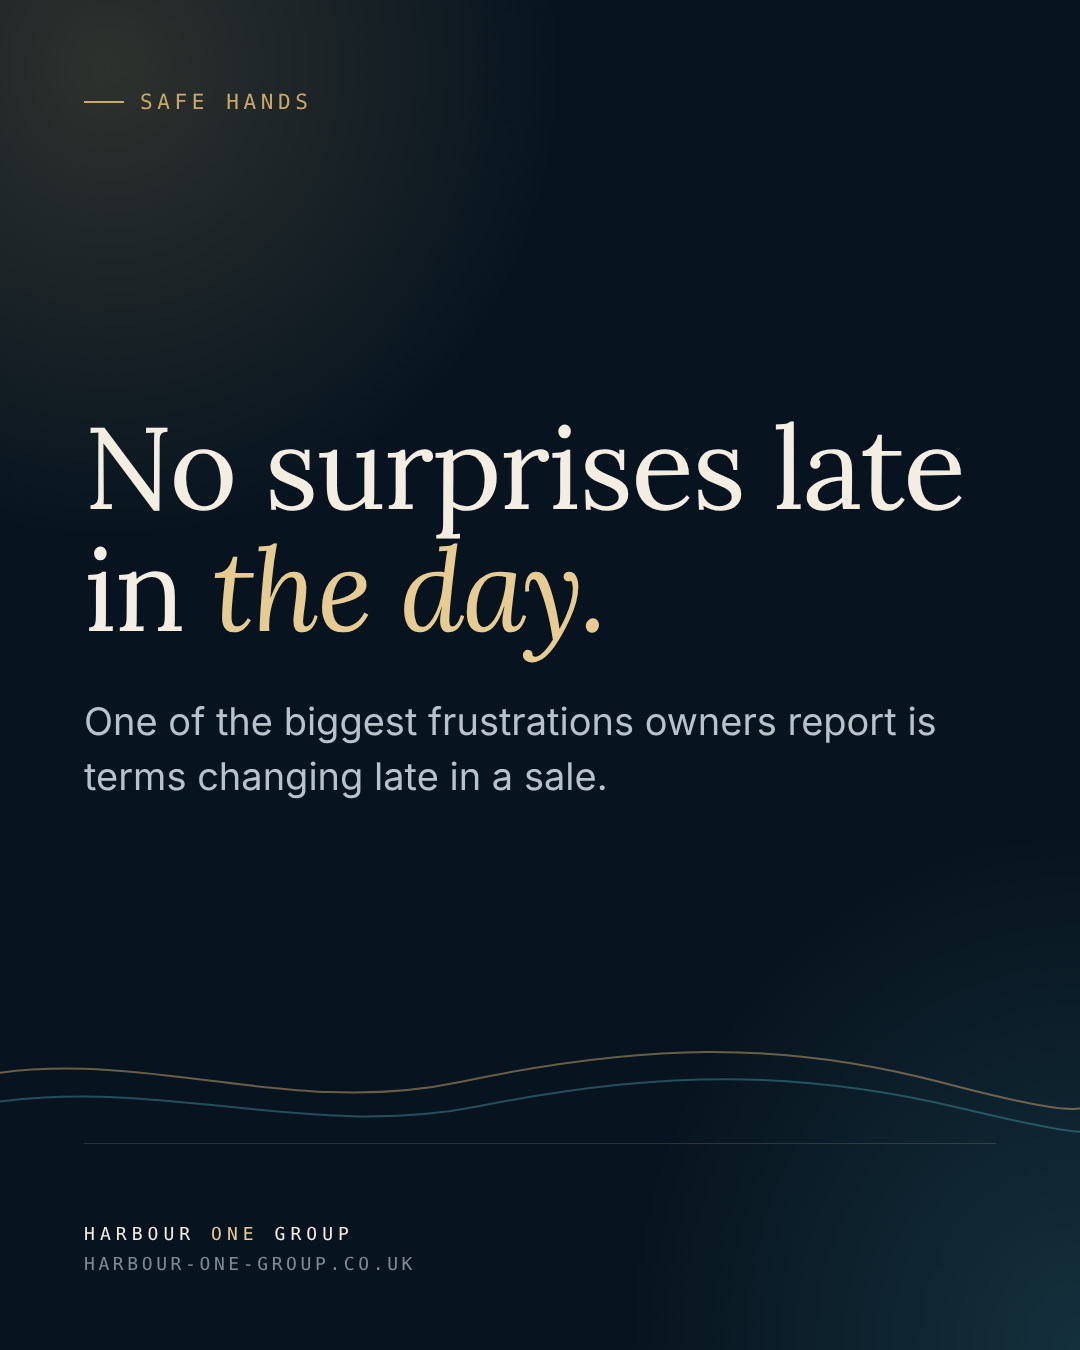 SAFE HANDS
No surprises late
in the day.
One of the biggest frustrations owners report is
terms changing late in a sale.
HARBOUR ONE GROUP
HARBOUR-ONE-GROUP.CO.UK